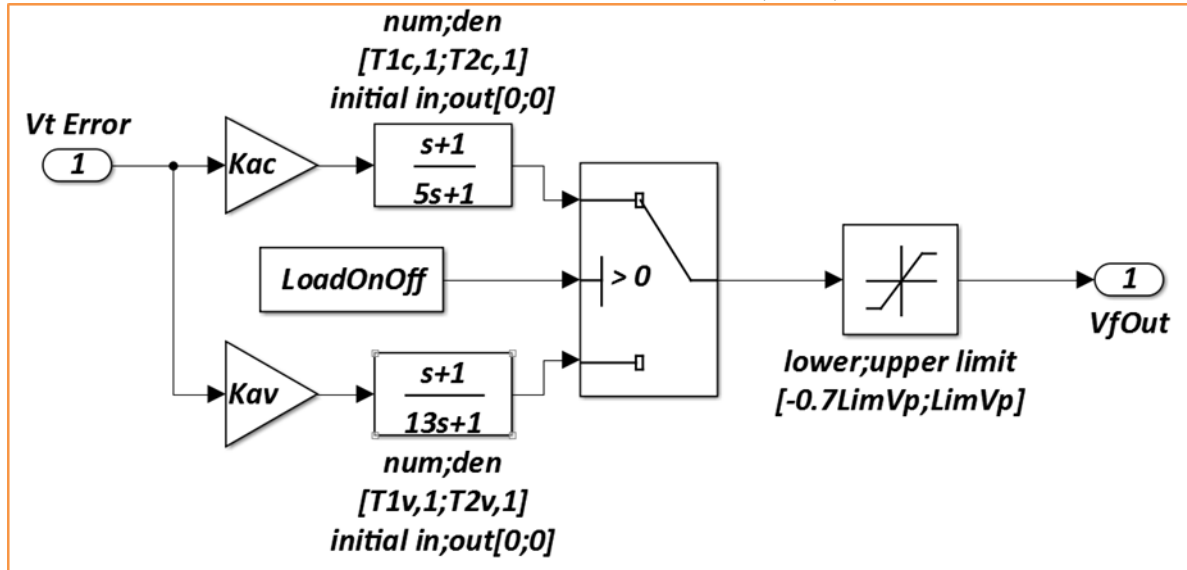 num;den
[T1c,1;T2c,1]
initial in;out[0;0]
Vt Error
1
Kac
s+1
5s+1
LoadOnOff
> 0
1
VfOut
lower;upper limit
[-0.7LimVp;LimVp]
Kav
s+1
13s+1
num;den
[T1v,1;T2v,1]
initial in;out[0;0]